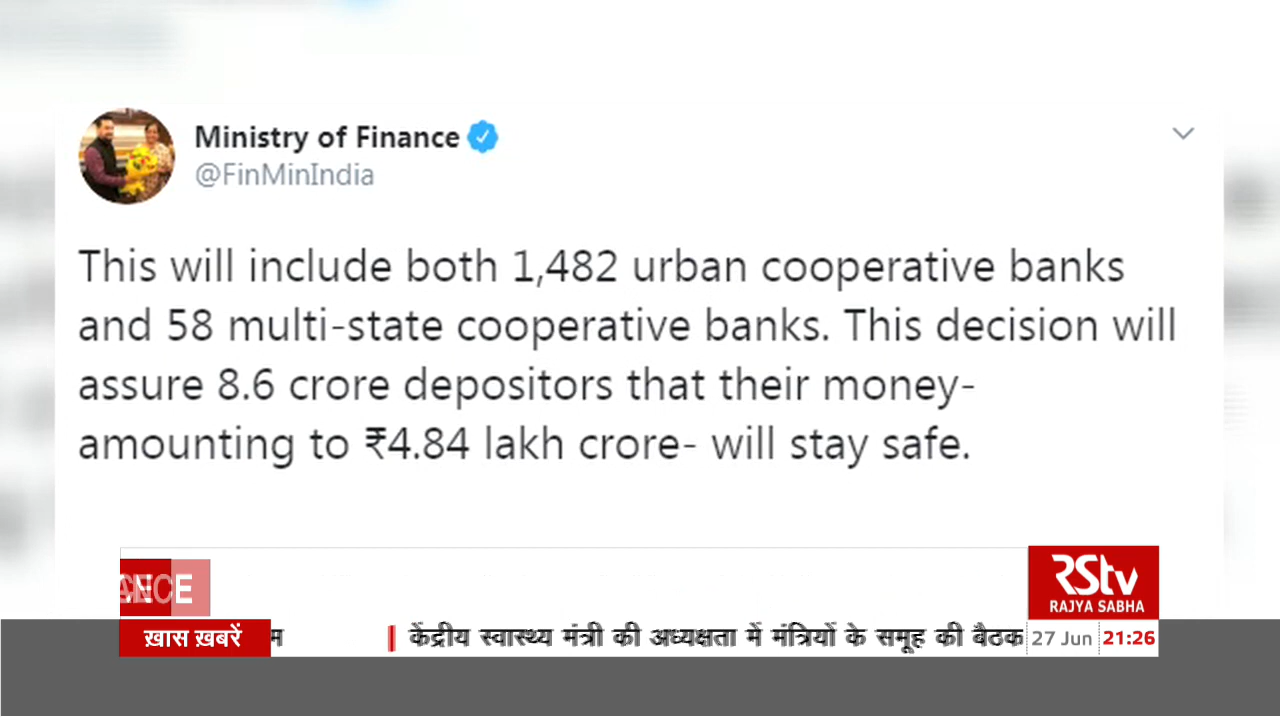 Ministry of Finance
@FinMinIndia
This will include both 1,482 urban cooperative banks
and 58 multi-state cooperative banks. This decision will
assure 8.6 crore depositors that their money-
amounting to ₹4.84 lakh crore- will stay safe.
RStv
RAJYA SABHA
ख़ास ख़बरें
केंद्रीय स्वास्थ्य मंत्री की अध्यक्षता में मंत्रियों के समूह की बैठक
27 Jun 21:26